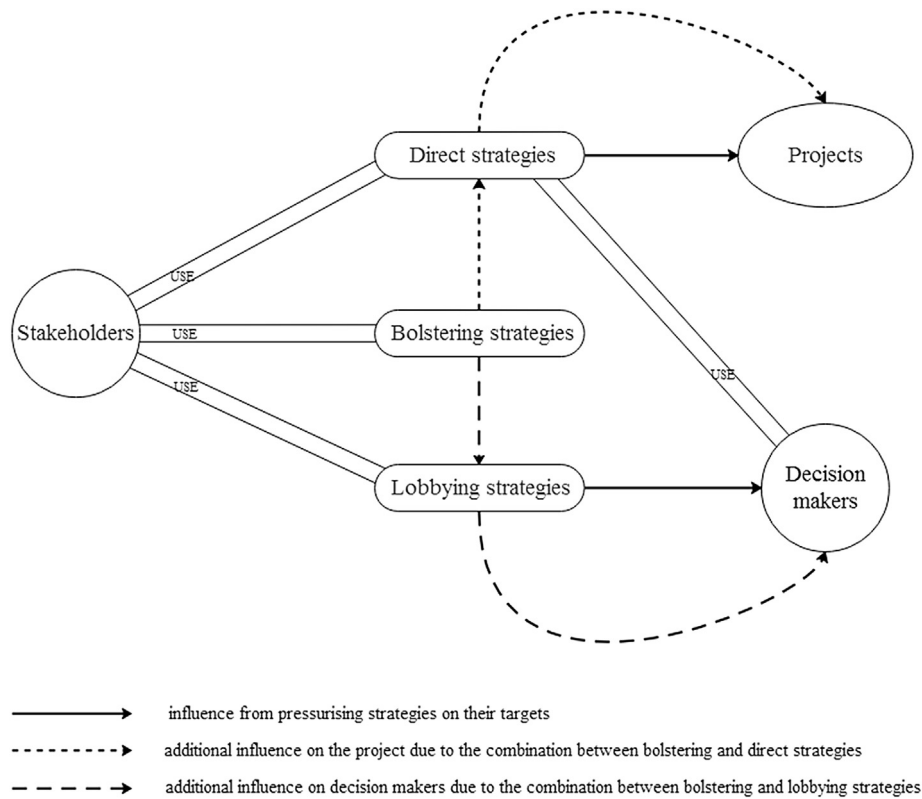 Direct strategies
Projects
USE
Stakeholders
USE
Bolstering strategies
USE
USE
Lobbying strategies
Decision
makers
influence from pressurising strategies on their targets
additional influence on the project due to the combination between bolstering and direct strategies
additional influence on decision makers due to the combination between bolstering and lobbying strategies